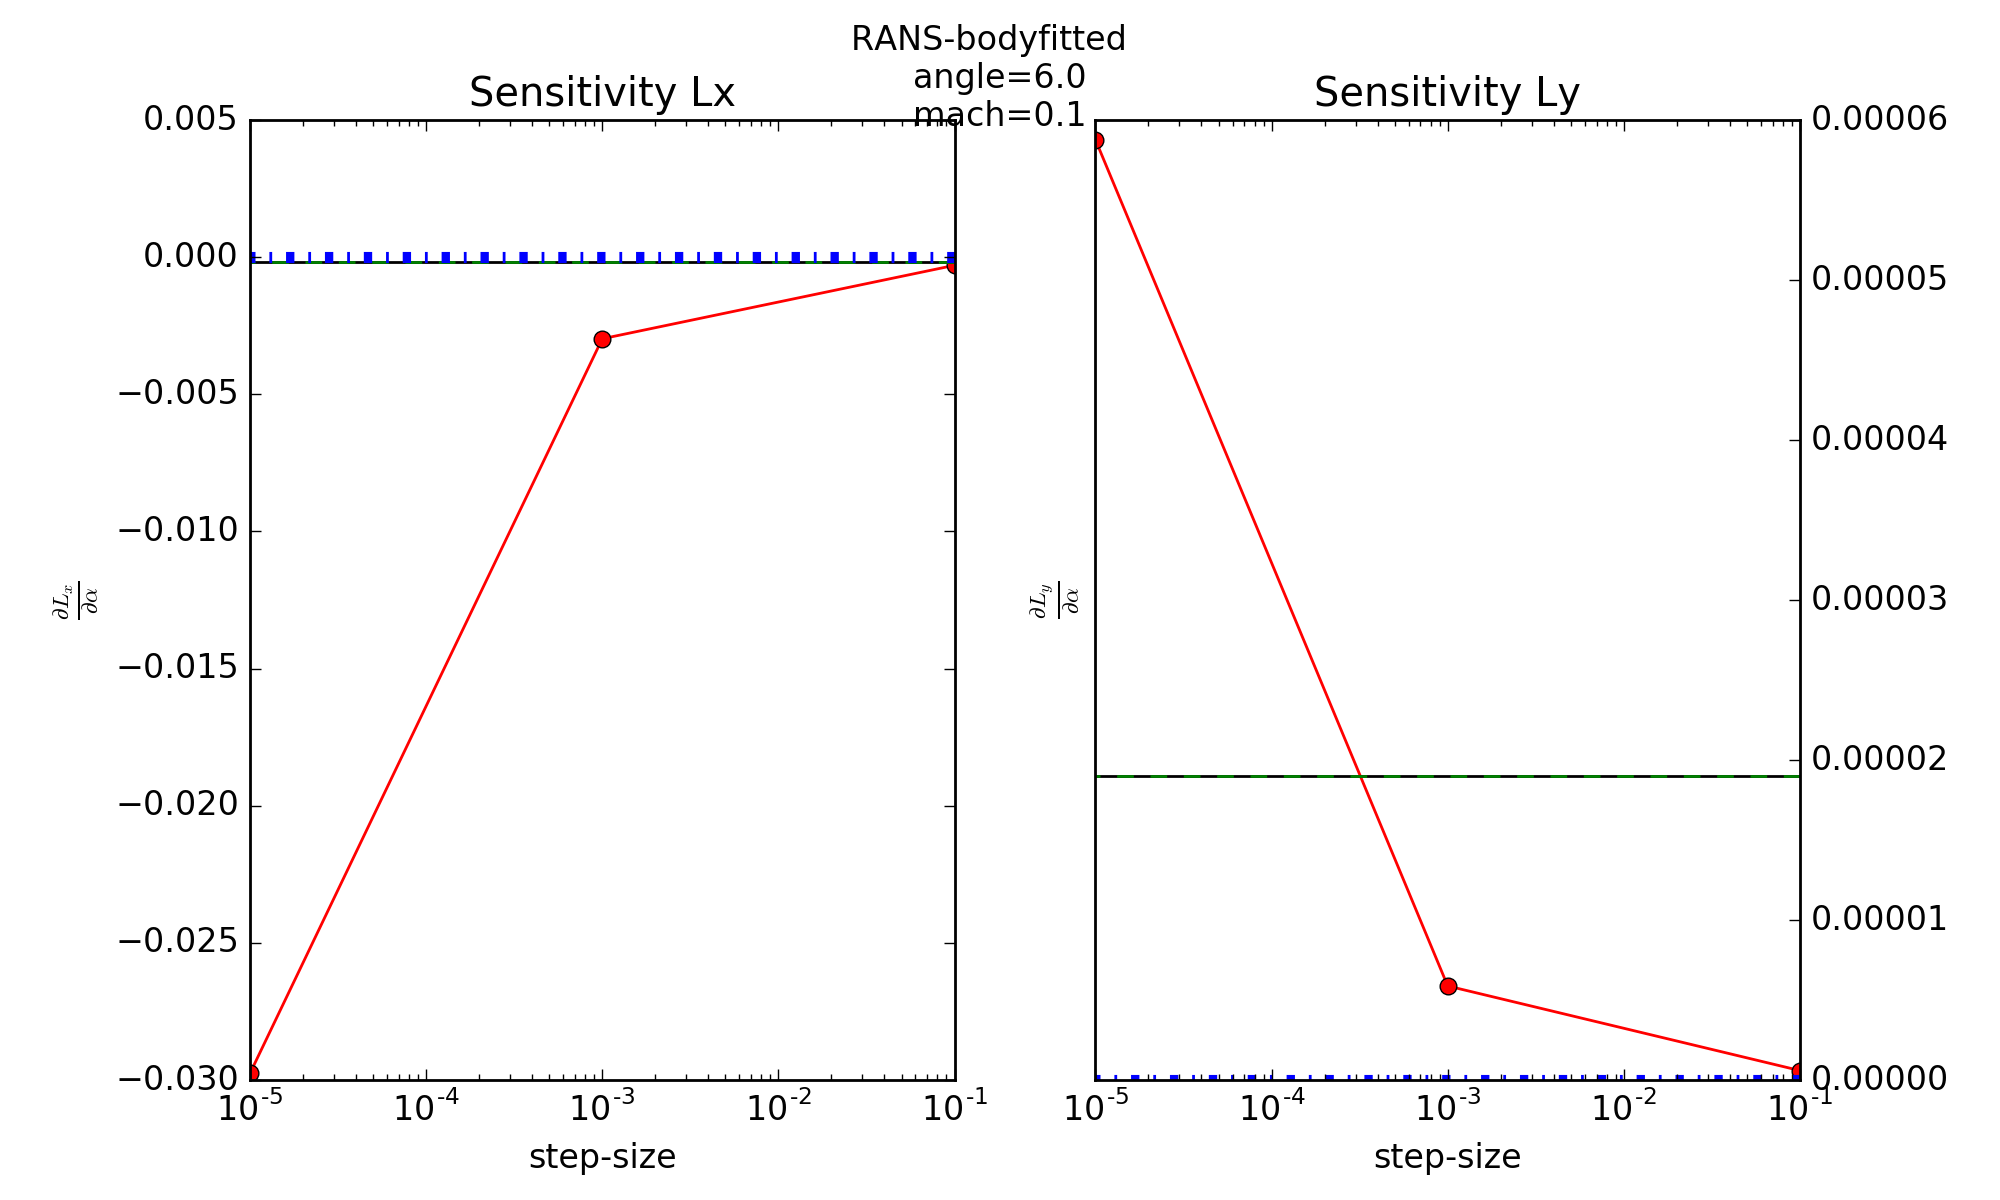 RANS-bodyfitted
angle=6.0
mach=0.1
Sensitivity Lx
0.005
0.000
−0.005
−0.010
−0.015
−0.020
−0.025
−0.030
∂Lx/∂α
10^-5 10^-4 10^-3 10^-2 10^-1
step-size
Sensitivity Ly
0.00006
0.00005
0.00004
0.00003
0.00002
0.00001
0.00000
∂Ly/∂α
10^-5 10^-4 10^-3 10^-2 10^-1
step-size